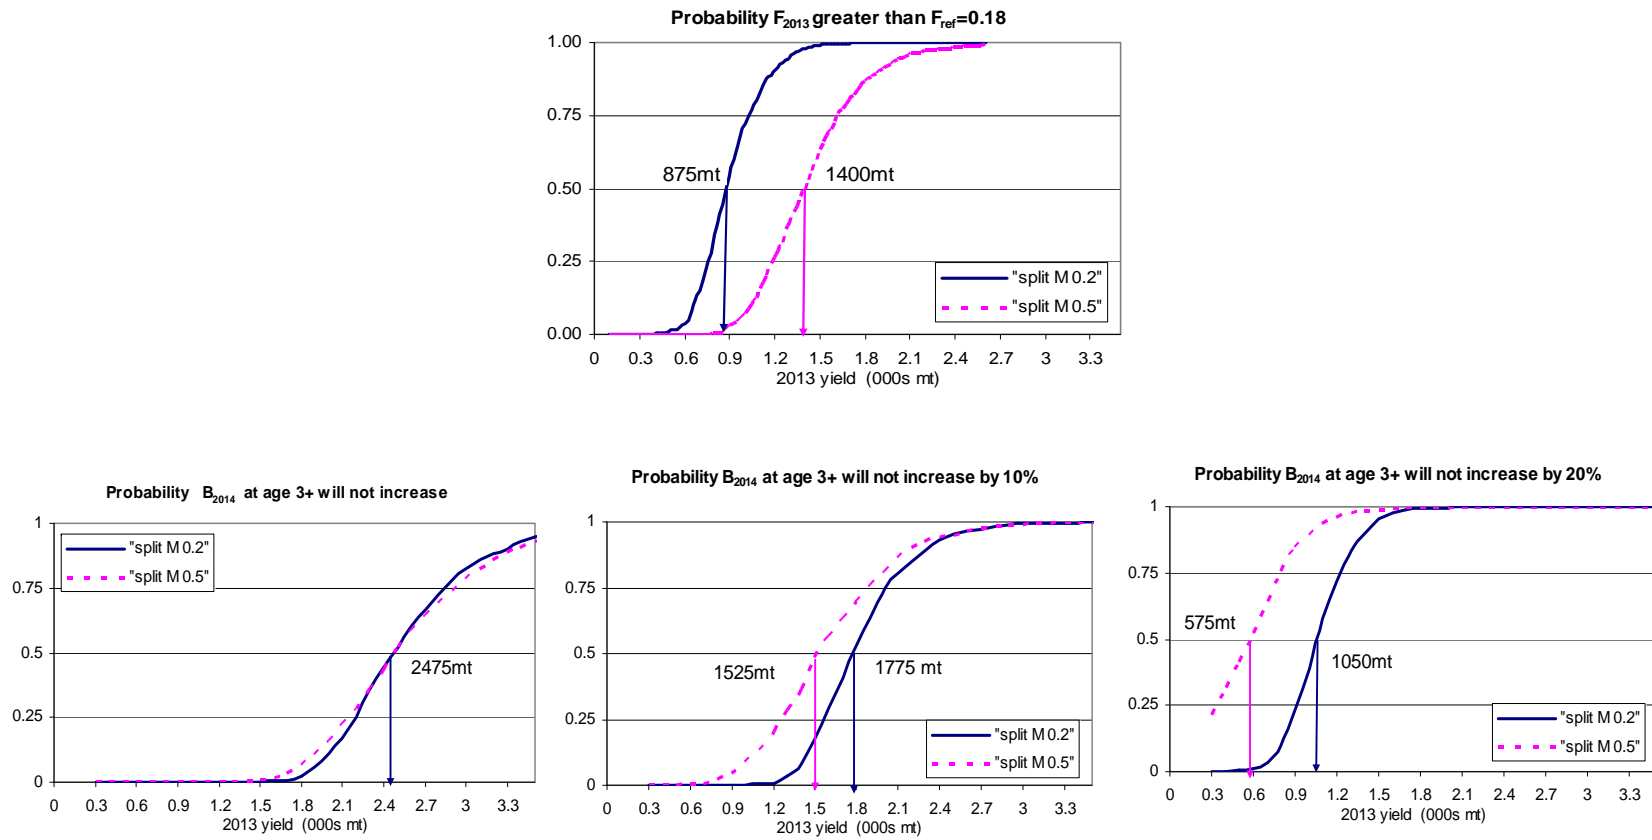 Probability F2013 greater than Fref=0.18
1.00
0.75
0.50
0.25
0.00
875mt
1400mt
"split M 0.2"
"split M 0.5"
0 0.3 0.6 0.9 1.2 1.5 1.8 2.1 2.4 2.7 3 3.3
2013 yield (000s mt)
Probability B2014 at age 3+ will not increase
1
0.75
0.5
0.25
0
"split M 0.2"
"split M 0.5"
2475mt
0 0.3 0.6 0.9 1.2 1.5 1.8 2.1 2.4 2.7 3 3.3
2013 yield (000s mt)
Probability B2014 at age 3+ will not increase by 10%
1
0.75
0.5
0.25
0
1525mt
1775 mt
"split M 0.2"
"split M 0.5"
0 0.3 0.6 0.9 1.2 1.5 1.8 2.1 2.4 2.7 3 3.3
2013 yield (000s mt)
Probability B2014 at age 3+ will not increase by 20%
1
0.75
0.5
0.25
0
575mt
1050mt
"split M 0.2"
"split M 0.5"
0 0.3 0.6 0.9 1.2 1.5 1.8 2.1 2.4 2.7 3 3.3
2013 yield (000s mt)